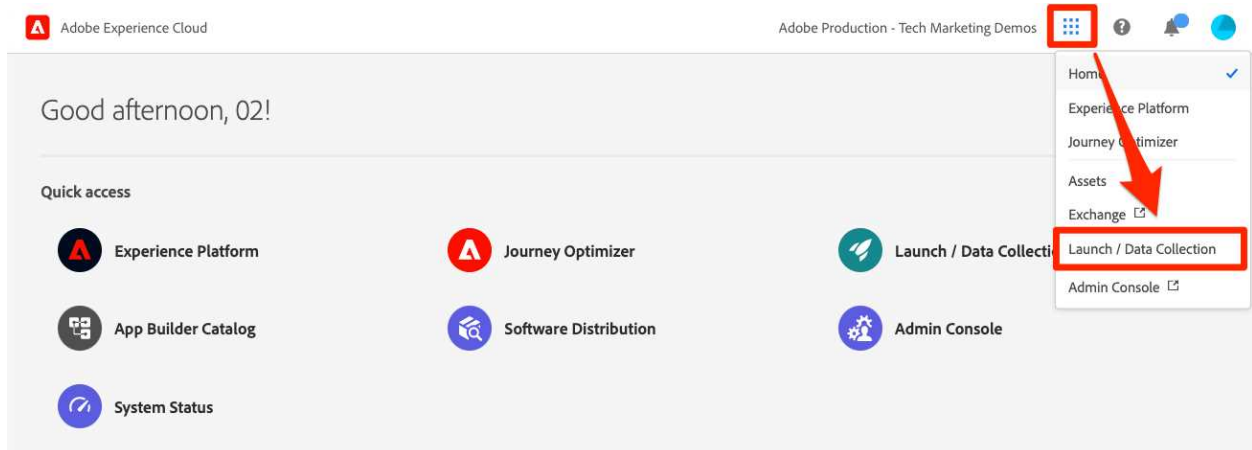 Adobe Experience Cloud
Adobe Production - Tech Marketing Demos
Home
Experience Platform
Journey Optimizer
Assets
Exchange
Launch / Data Collection
Admin Console
Good afternoon, 02!
Quick access
Experience Platform
Journey Optimizer
Launch / Data Collecti
App Builder Catalog
Software Distribution
Admin Console
System Status